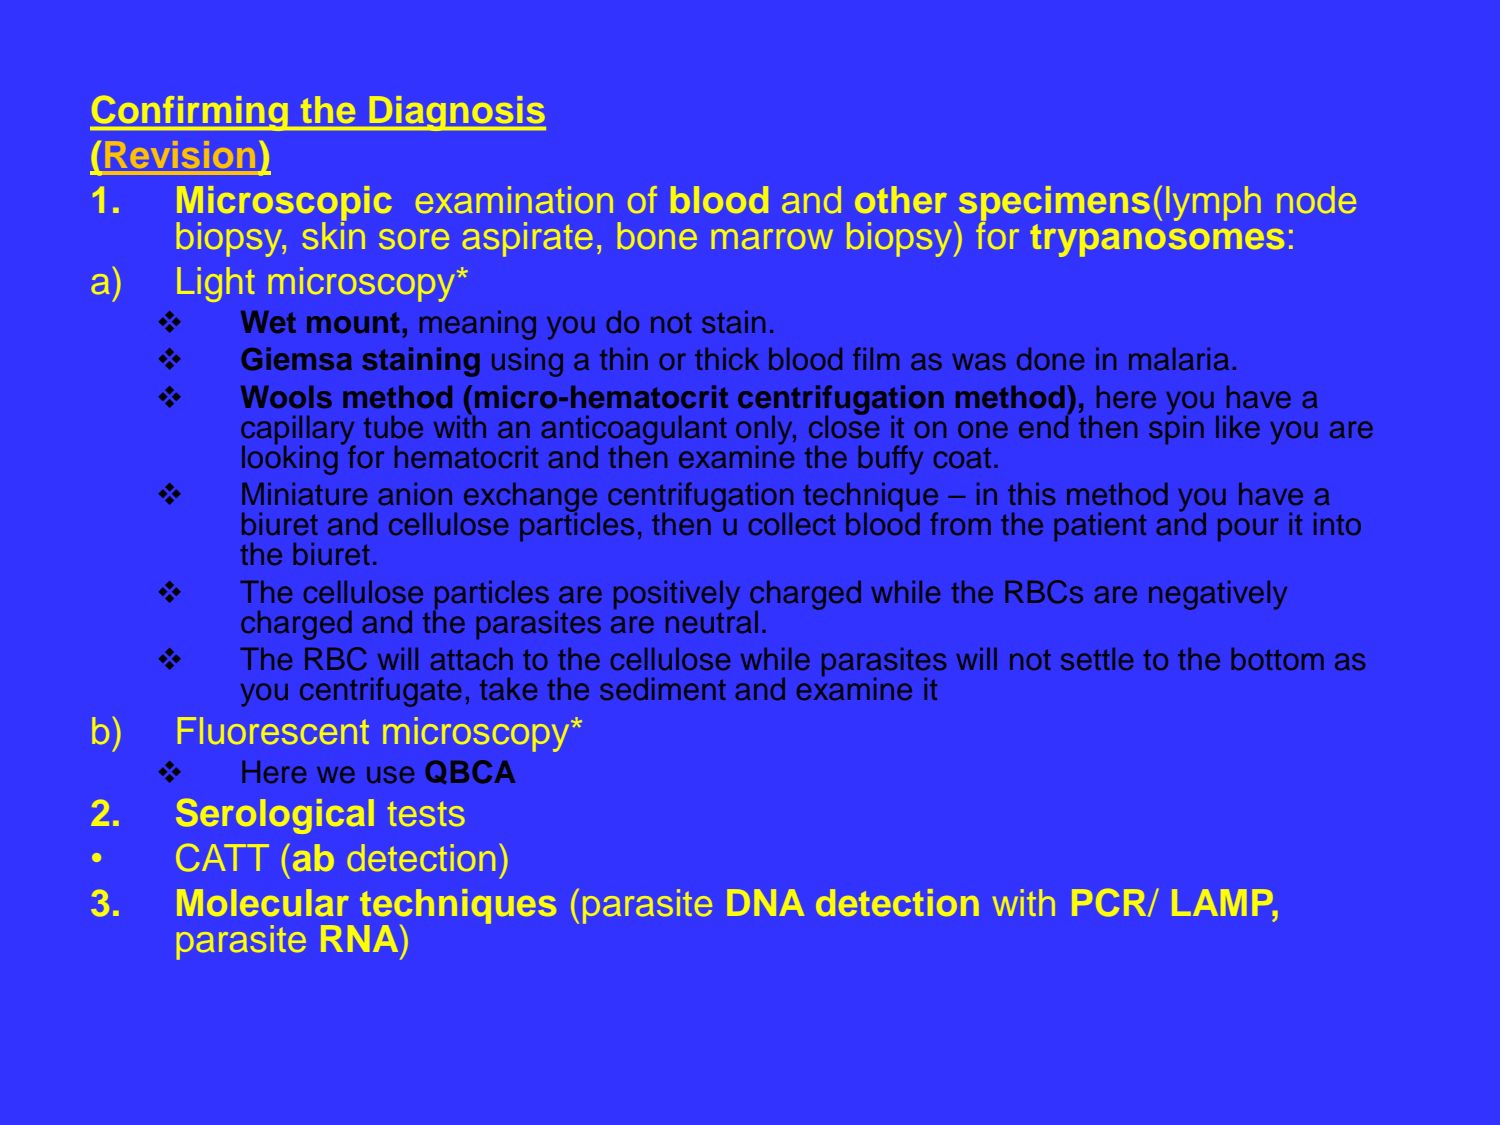 Confirming the Diagnosis
(Revision)
1. Microscopic examination of blood and other specimens(lymph node
biopsy, skin sore aspirate, bone marrow biopsy) for trypanosomes:
a) Light microscopy*
❖ Wet mount, meaning you do not stain.
❖ Giemsa staining using a thin or thick blood film as was done in malaria.
❖ Wools method (micro-hematocrit centrifugation method), here you have a
capillary tube with an anticoagulant only, close it on one end then spin like you are
looking for hematocrit and then examine the buffy coat.
❖ Miniature anion exchange centrifugation technique – in this method you have a
biuret and cellulose particles, then u collect blood from the patient and pour it into
the biuret.
❖ The cellulose particles are positively charged while the RBCs are negatively
charged and the parasites are neutral.
❖ The RBC will attach to the cellulose while parasites will not settle to the bottom as
you centrifugate, take the sediment and examine it
b) Fluorescent microscopy*
❖ Here we use QBCA
2. Serological tests
• CATT (ab detection)
3. Molecular techniques (parasite DNA detection with PCR/ LAMP,
parasite RNA)